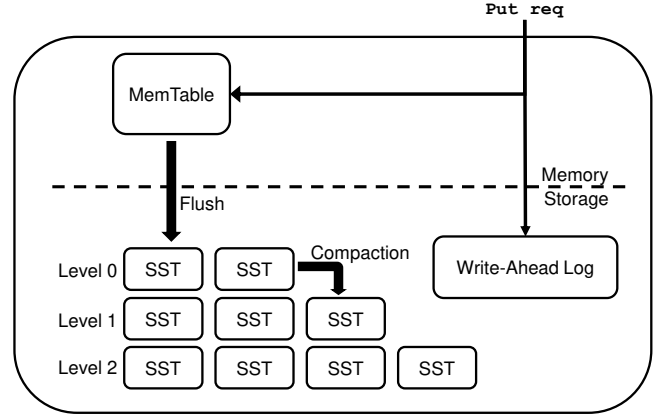 Put req
MemTable
Memory
Storage
Flush
Compaction
Write-Ahead Log
Level 0 SST SST
Level 1 SST SST SST
Level 2 SST SST SST SST